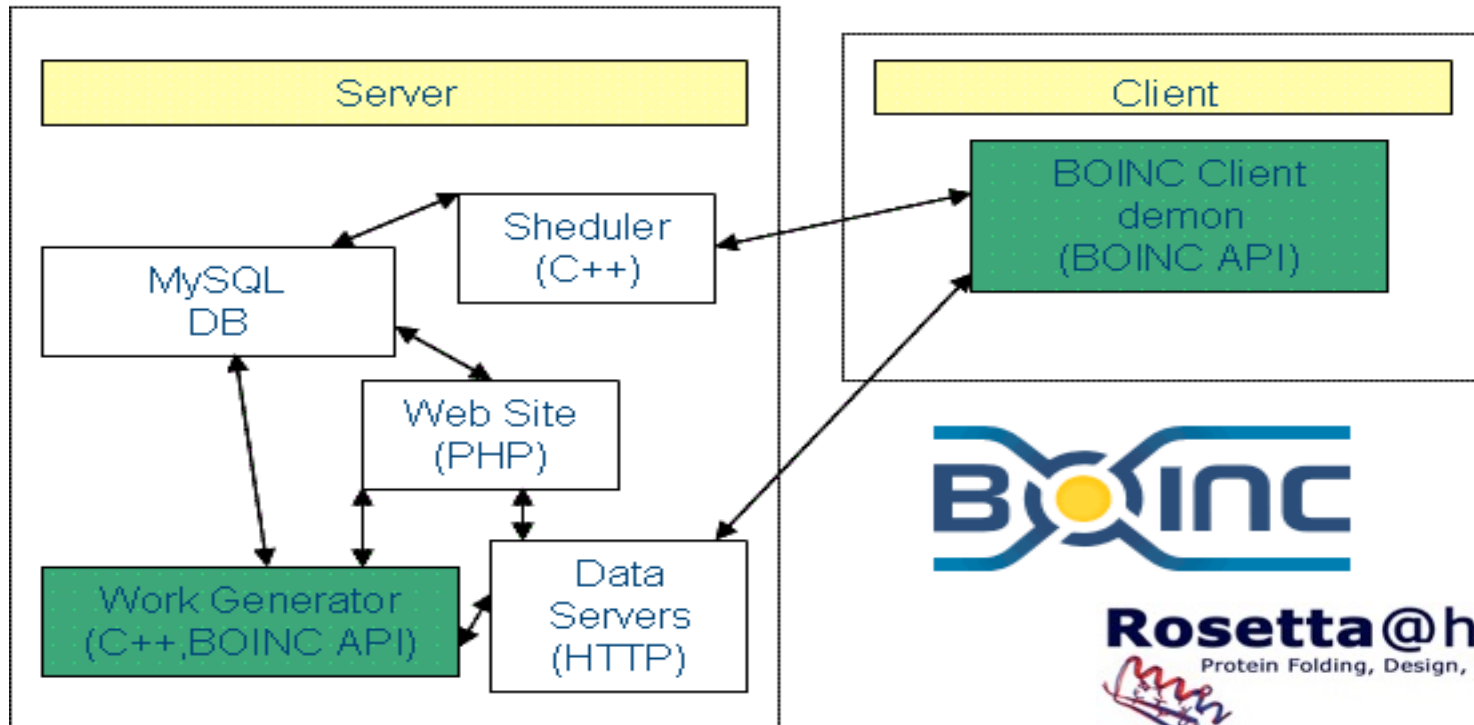 Server
Sheduler
(C++)
MySQL
DB
Web Site
(PHP)
Work Generator
(C++,BOINC API)
Data
Servers
(HTTP)
Client
BOINC Client
demon
(BOINC API)
BOINC
Rosetta@h
Protein Folding, Design,